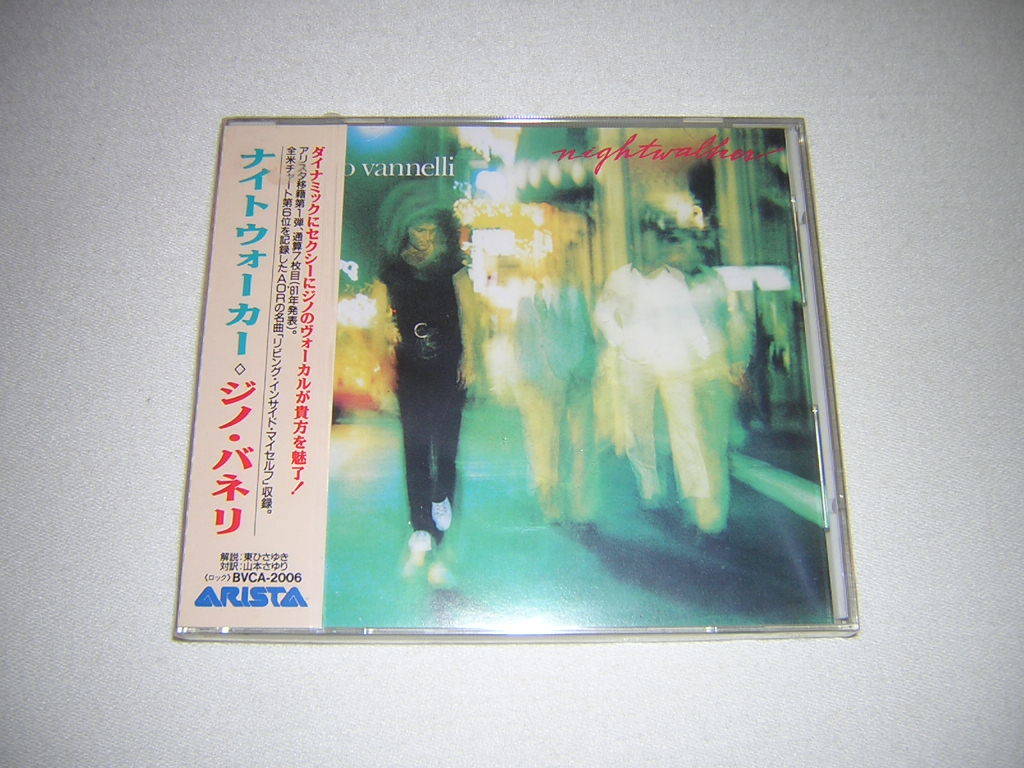 ナイトウォーカー◇ジノ・バネリ
ダイナミックにセクシーにジノのヴォーカルが貴方を魅了!
アリスタ移籍第1弾、通算7枚目('81年発表)。
全米チャート第6位を記録したAORの名曲「リビング・インサイド・マイセルフ」収録。
解説:東ひさゆき
対訳:山本さゆり
〈ロック〉BVCA-2006
ARISTA
o vannelli
nightwalker